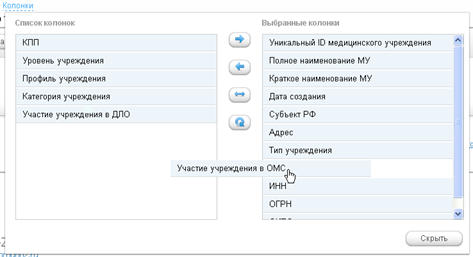 Колонки
Список колонок
Выбранные колонки
КПП
Уровень учреждения
Профиль учреждения
Категория учреждения
Участие учреждения в ДЛО
Уникальный ID медицинского учреждения
Полное наименование МУ
Краткое наименование МУ
Дата создания
Субъект РФ
Адрес
Тип учреждения
Участие учреждения в ОМС
ИНН
ОГРН
Скрыть